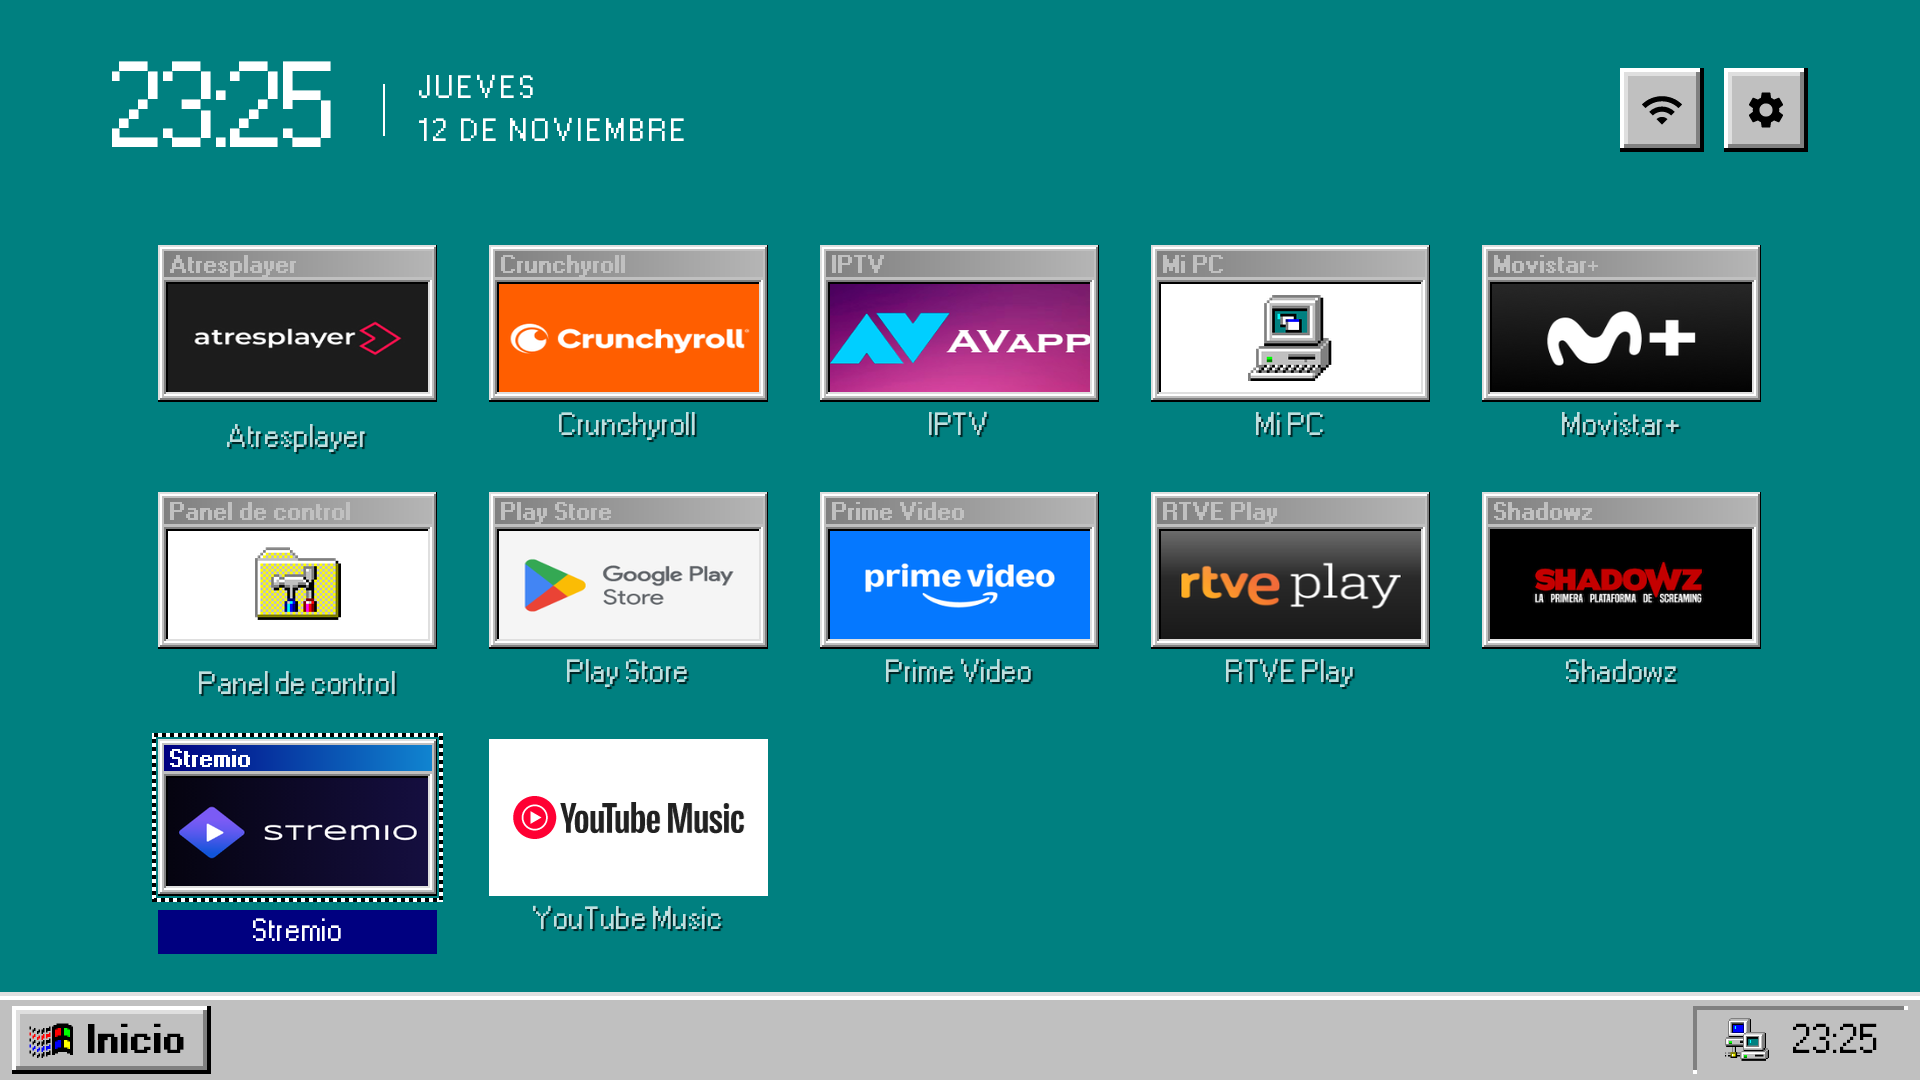 23:25
JUEVES
12 DE NOVIEMBRE
Atresplayer
atresplayer
Atresplayer
Crunchyroll
Crunchyroll
Crunchyroll
IPTV
AVAPP
IPTV
Mi PC
Mi PC
Movistar+
M+
Movistar+
Panel de control
Panel de control
Play Store
Google Play
Store
Play Store
Prime Video
prime video
Prime Video
RTVE Play
rtve play
RTVE Play
Shadowz
SHADOWZ
LA PRIMERA PLATAFORMA DE SCREAMING
Shadowz
Stremio
STREMIO
Stremio
YouTube Music
YouTube Music
Inicio
23:25